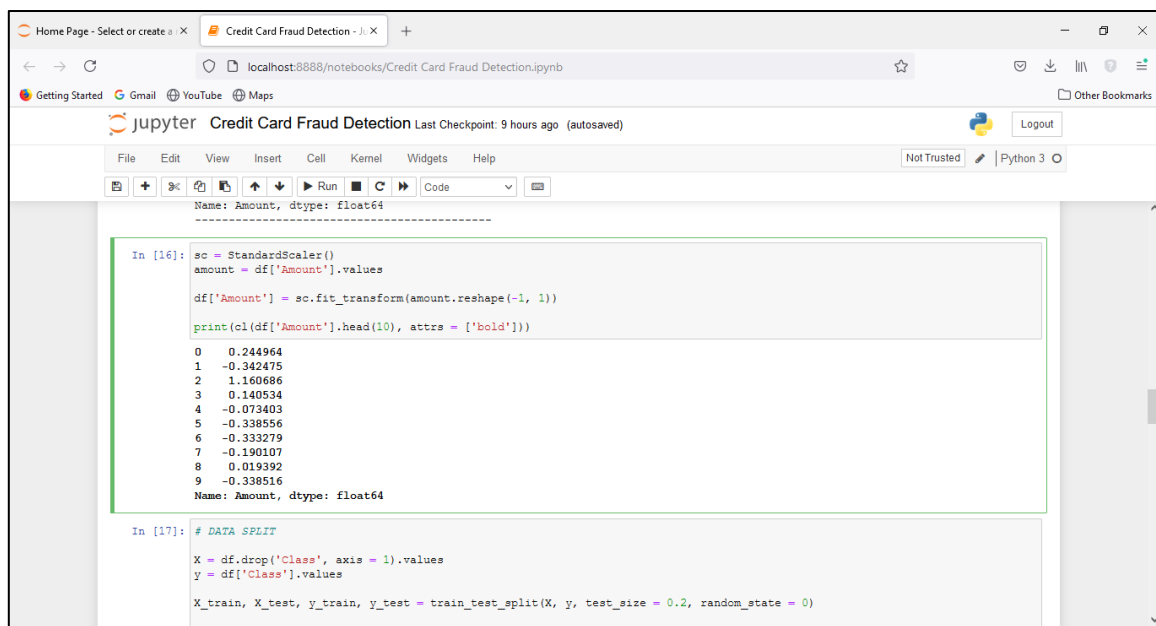 Home Page - Select or create a
Credit Card Fraud Detection - Ju
localhost:8888/notebooks/Credit Card Fraud Detection.ipynb
Getting Started Gmail YouTube Maps Other Bookmarks
jupyter Credit Card Fraud Detection Last Checkpoint: 9 hours ago (autosaved) Logout
File Edit View Insert Cell Kernel Widgets Help Not Trusted Python 3
Run Code
Name: Amount, dtype: float64
--------------------------------------------
In [16]: sc = StandardScaler()
amount = df['Amount'].values
df['Amount'] = sc.fit_transform(amount.reshape(-1, 1))
print(cl(df['Amount'].head(10), attrs = ['bold']))
0 0.244964
1 -0.342475
2 1.160686
3 0.140534
4 -0.073403
5 -0.338556
6 -0.333279
7 -0.190107
8 0.019392
9 -0.338516
Name: Amount, dtype: float64
In [17]: # DATA SPLIT
X = df.drop('Class', axis = 1).values
y = df['Class'].values
X_train, X_test, y_train, y_test = train_test_split(X, y, test_size = 0.2, random_state = 0)